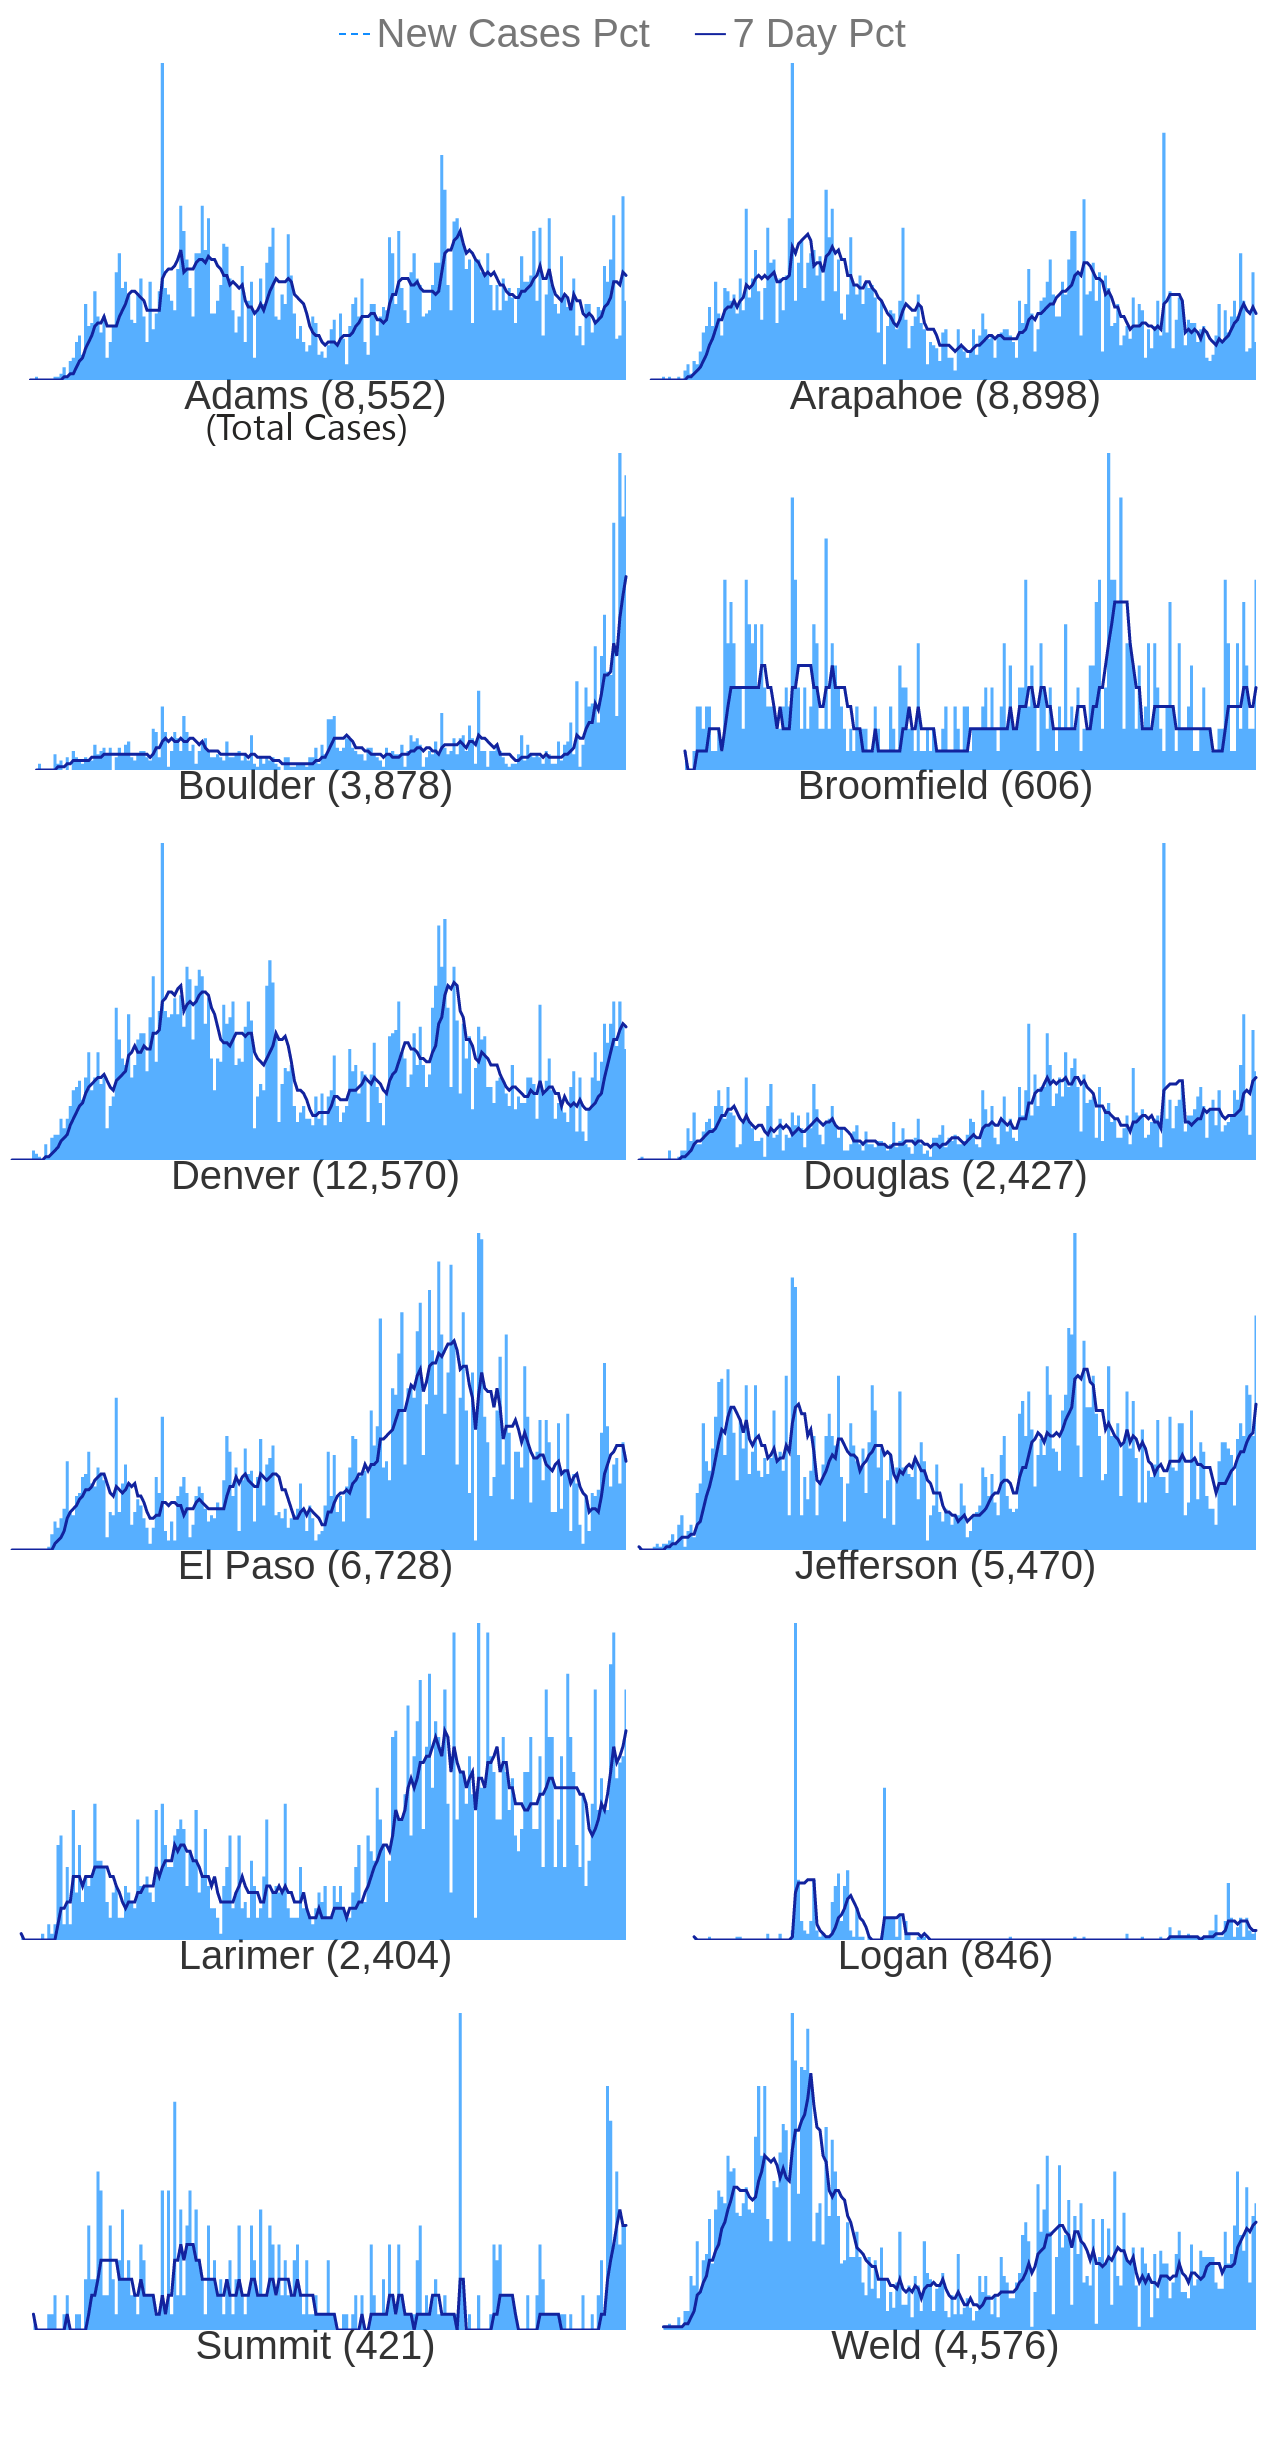 New Cases Pct 7 Day Pct
Adams (8,552) Arapahoe (8,898)
(Total Cases)
Boulder (3,878) Broomfield (606)
Denver (12,570) Douglas (2,427)
El Paso (6,728) Jefferson (5,470)
Larimer (2,404) Logan (846)
Summit (421) Weld (4,576)